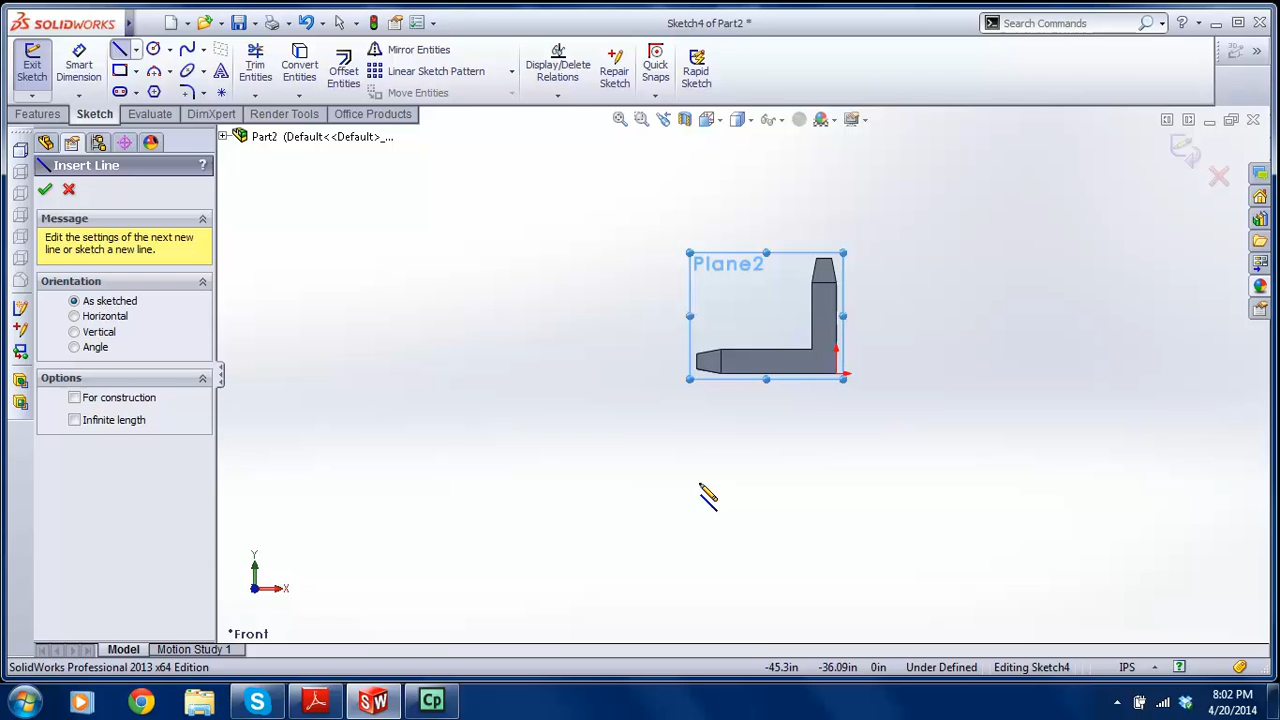 SOLIDWORKS
Sketch4 of Part2 *
Search Commands
Exit Sketch
Smart Dimension
Trim Entities
Convert Entities
Offset Entities
Mirror Entities
Linear Sketch Pattern
Move Entities
Display/Delete Relations
Repair Sketch
Quick Snaps
Rapid Sketch
Features
Sketch
Evaluate
DimXpert
Render Tools
Office Products
Part2 (Default<<Default>_...
Insert Line
?
Message
Edit the settings of the next new
line or sketch a new line.
Orientation
As sketched
Horizontal
Vertical
Angle
Options
For construction
Infinite length
Plane2
Y
X
*Front
Model
Motion Study 1
SolidWorks Professional 2013 x64 Edition
-45.3in
-36.09in
0in
Under Defined
Editing Sketch4
IPS
8:02 PM
4/20/2014